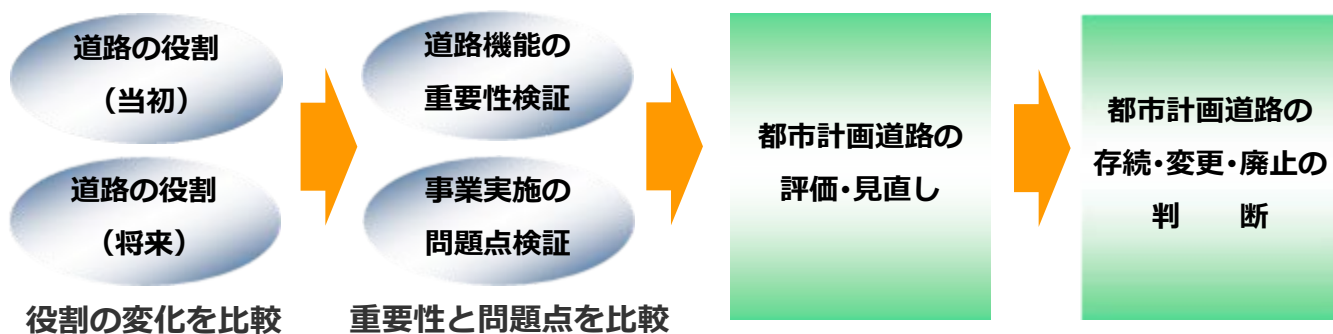 道路の役割
（当初）
道路の役割
（将来）
役割の変化を比較
道路機能の
重要性検証
事業実施の
問題点検証
重要性と問題点を比較
都市計画道路の
評価・見直し
都市計画道路の
存続・変更・廃止の
判　　断